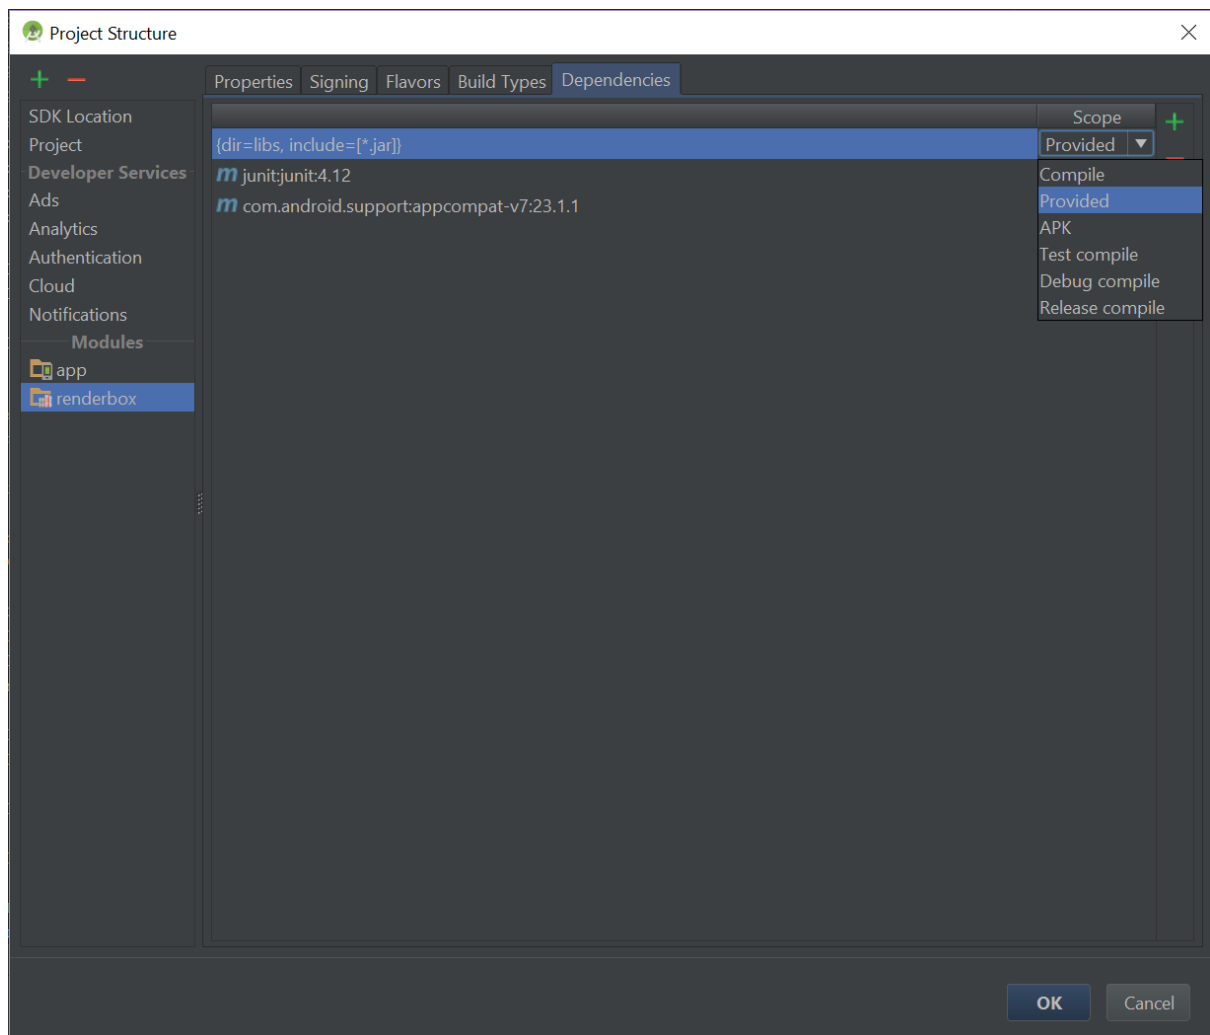 Project Structure
Properties Signing Flavors Build Types Dependencies
SDK Location
Project
Developer Services
Ads
Analytics
Authentication
Cloud
Notifications
Modules
app
renderbox
Scope
{dir=libs, include=[*.jar]} Provided
m junit:junit:4.12
m com.android.support:appcompat-v7:23.1.1
Compile
Provided
APK
Test compile
Debug compile
Release compile
OK Cancel